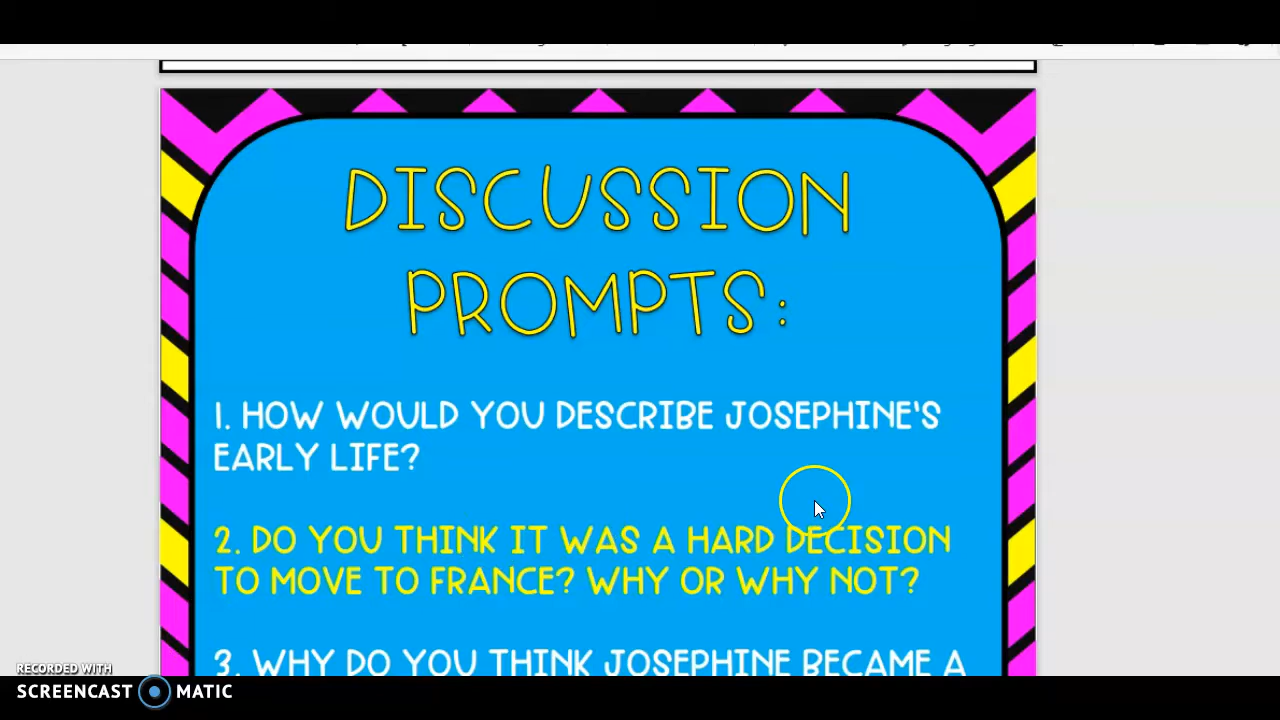 DISCUSSION
PROMPTS:
1. HOW WOULD YOU DESCRIBE JOSEPHINE'S
EARLY LIFE?
2. DO YOU THINK IT WAS A HARD DECISION
TO MOVE TO FRANCE? WHY OR WHY NOT?
3. WHY DO YOU THINK JOSEPHINE BECAME A
RECORDED WITH
SCREENCAST MATIC